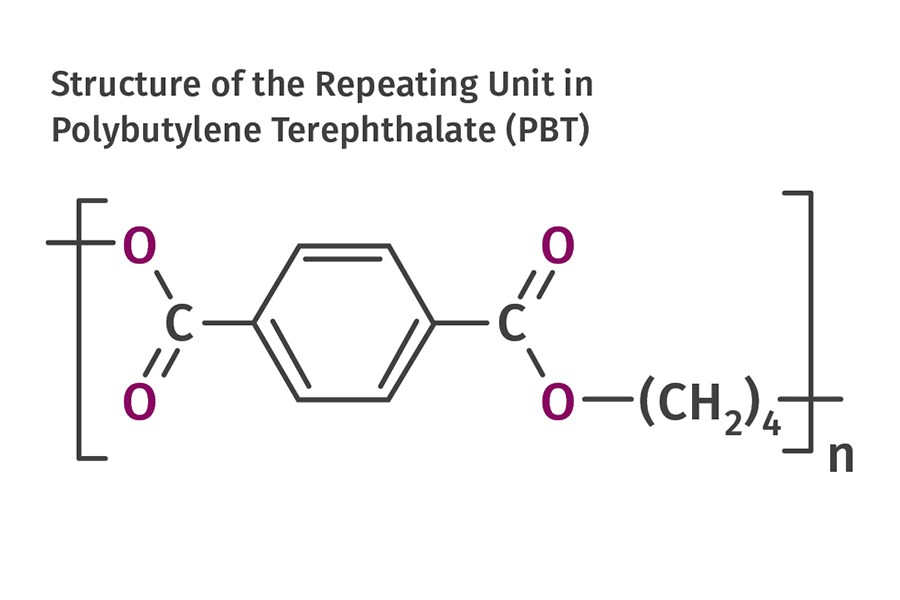 Structure of the Repeating Unit in
Polybutylene Terephthalate (PBT)
O O
C C
O O (CH2)4
n